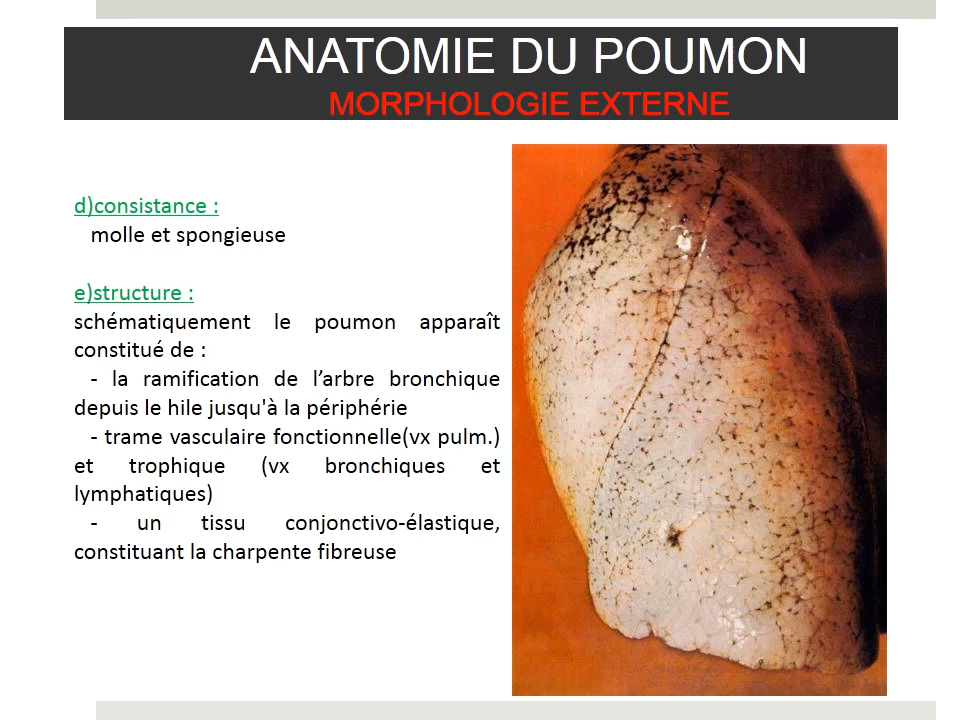 ANATOMIE DU POUMON
MORPHOLOGIE EXTERNE
d)consistance :
molle et spongieuse
e)structure :
schématiquement le poumon apparaît
constitué de :
- la ramification de l’arbre bronchique
depuis le hile jusqu'à la périphérie
- trame vasculaire fonctionnelle(vx pulm.)
et trophique (vx bronchiques et
lymphatiques)
- un tissu conjonctivo-élastique,
constituant la charpente fibreuse